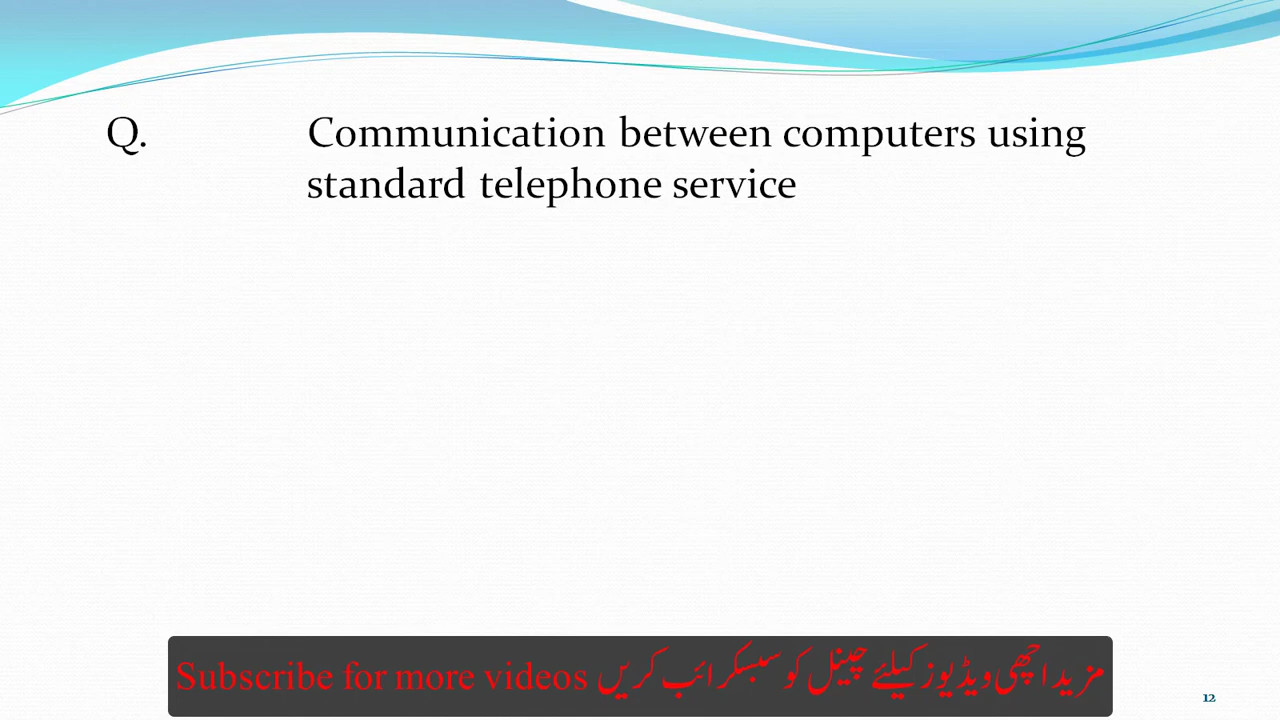 Q. Communication between computers using
standard telephone service
Subscribe for more videos مزید اچھی ویڈیوز کیلئے چینل کو سبسکرائب کریں
12